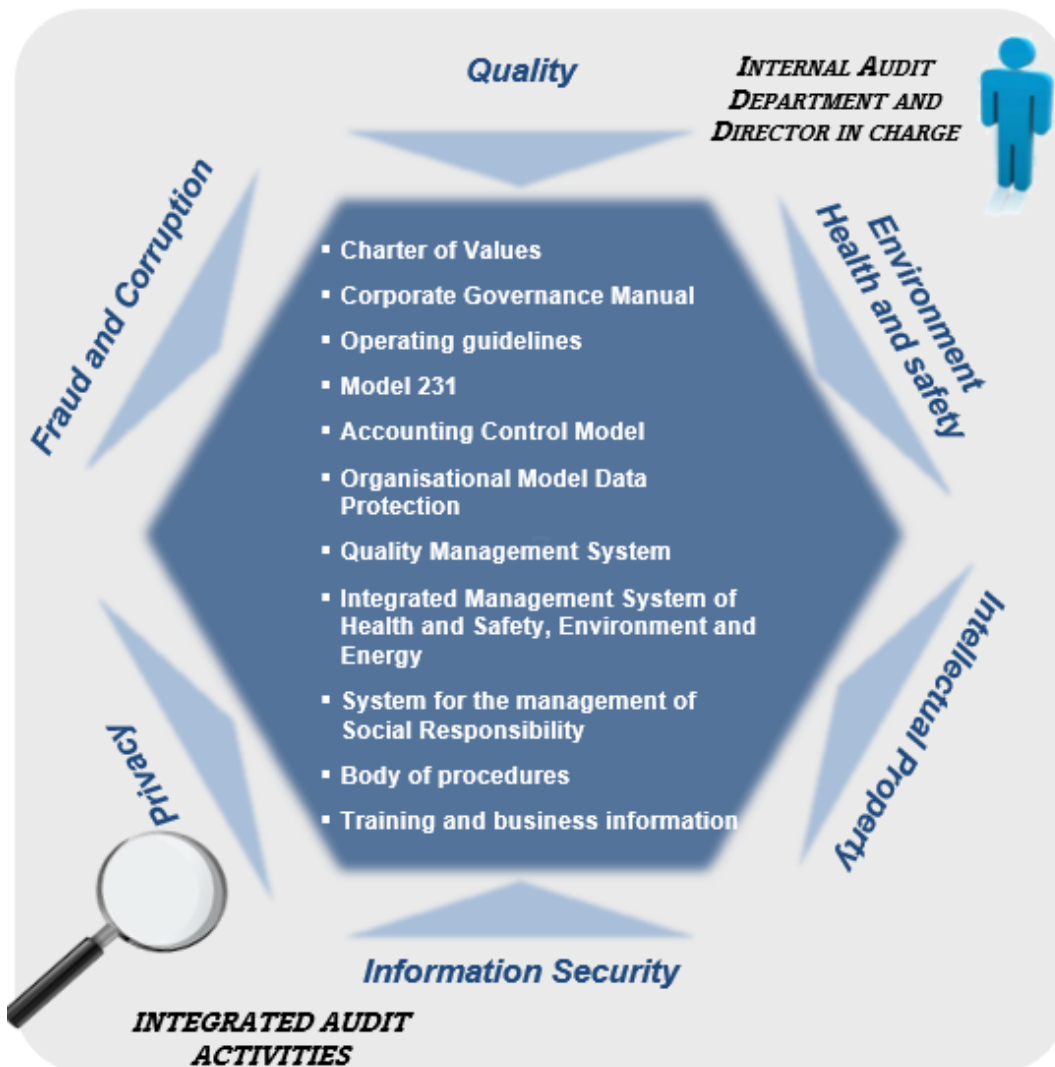 Quality
INTERNAL AUDIT
DEPARTMENT AND
DIRECTOR IN CHARGE
Fraud and Corruption
Environment
Health and safety
▪ Charter of Values
▪ Corporate Governance Manual
▪ Operating guidelines
▪ Model 231
▪ Accounting Control Model
▪ Organisational Model Data
Protection
▪ Quality Management System
▪ Integrated Management System of
Health and Safety, Environment and
Energy
▪ System for the management of
Social Responsibility
▪ Body of procedures
▪ Training and business information
Privacy
Intellectual Property
Information Security
INTEGRATED AUDIT
ACTIVITIES